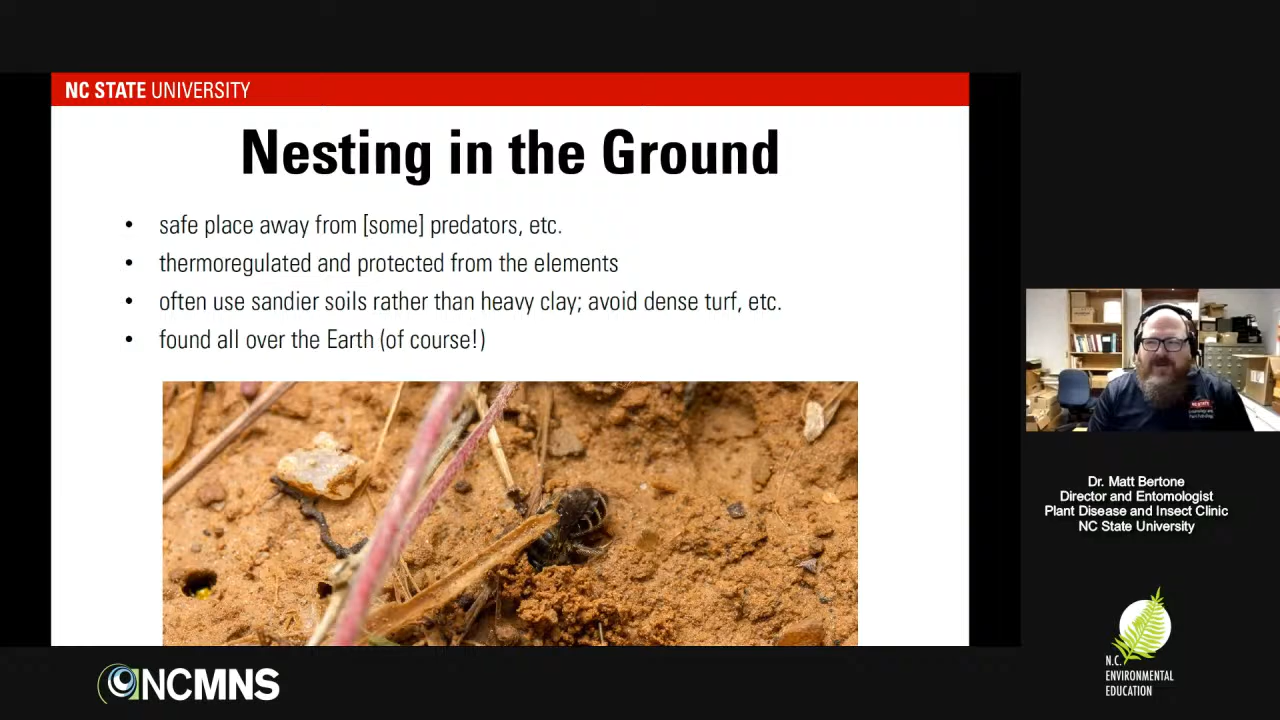 NC STATE UNIVERSITY
Nesting in the Ground
• safe place away from [some] predators, etc.
• thermoregulated and protected from the elements
• often use sandier soils rather than heavy clay; avoid dense turf, etc.
• found all over the Earth (of course!)
NC STATE
Dr. Matt Bertone
Director and Entomologist
Plant Disease and Insect Clinic
NC State University
N.C.
ENVIRONMENTAL
EDUCATION
NCMNS